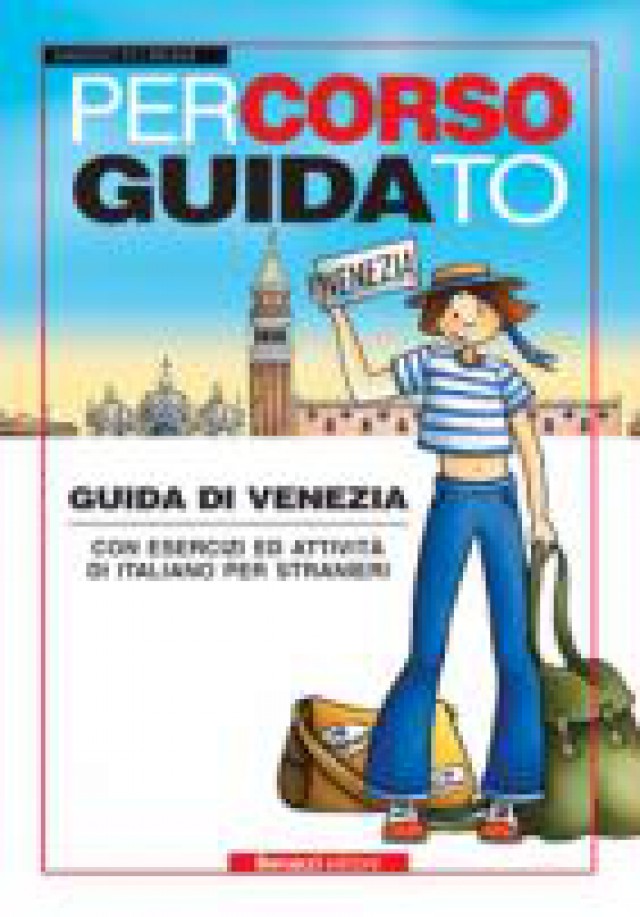 PERCORSO
GUIDATO
VENEZIA
GUIDA DI VENEZIA
CON ESERCIZI ED ATTIVITÀ
DI ITALIANO PER STRANIERI